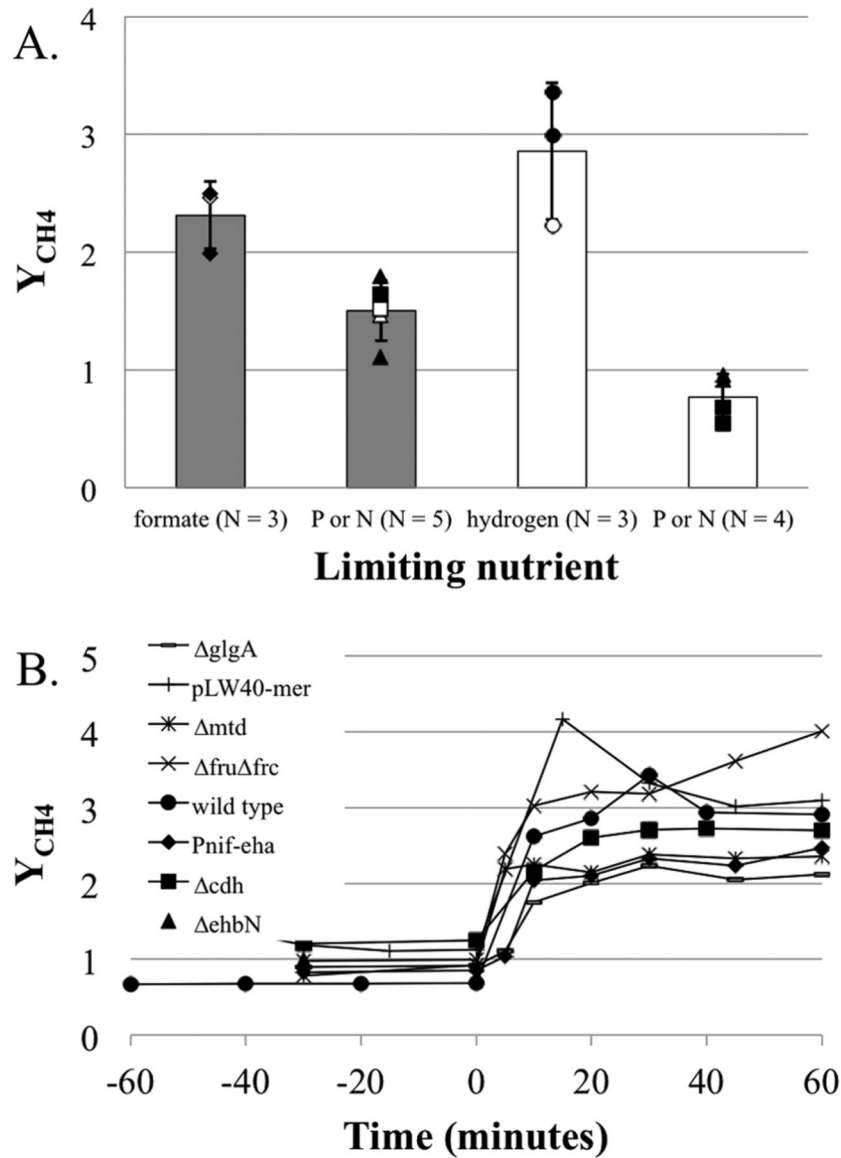 A.
4
3
2
1
0
Y_CH4
formate (N = 3) P or N (N = 5) hydrogen (N = 3) P or N (N = 4)
Limiting nutrient
B.
5
4
3
2
1
0
Y_CH4
ΔglgA
pLW40-mer
Δmtd
ΔfruΔfrc
wild type
Pnif-eha
Δcdh
ΔehbN
-60 -40 -20 0 20 40 60
Time (minutes)